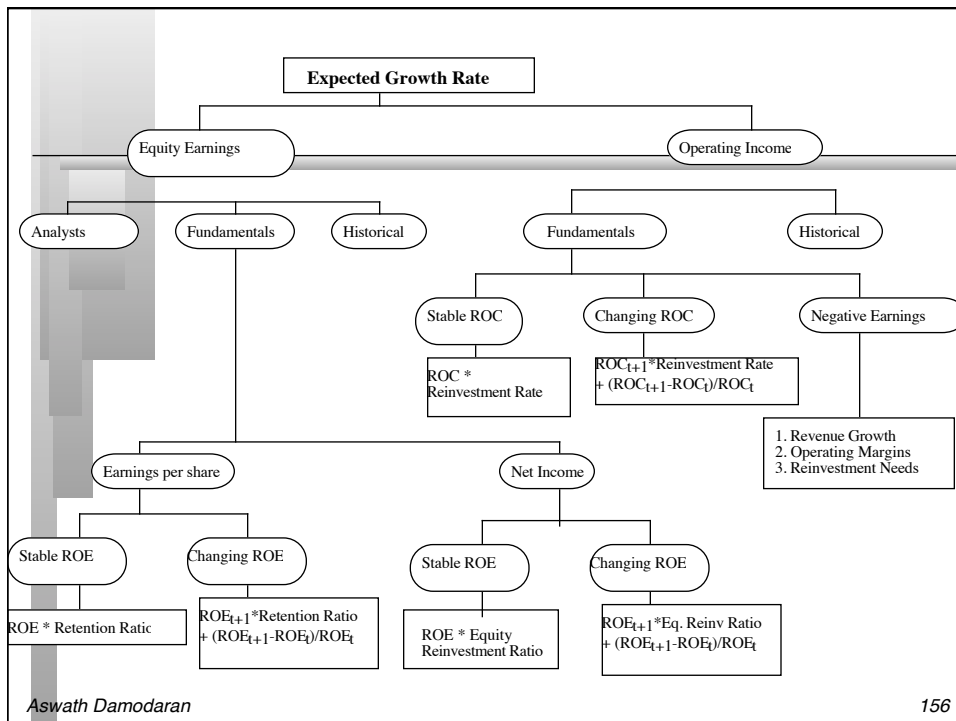 Expected Growth Rate
Equity Earnings
Operating Income
Analysts
Fundamentals
Historical
Fundamentals
Historical
Stable ROC
Changing ROC
Negative Earnings
ROC *
Reinvestment Rate
ROCt+1*Reinvestment Rate
+ (ROCt+1-ROCt)/ROCt
1. Revenue Growth
2. Operating Margins
3. Reinvestment Needs
Earnings per share
Net Income
Stable ROE
Changing ROE
Stable ROE
Changing ROE
ROE * Retention Ratio
ROEt+1*Retention Ratio
+ (ROEt+1-ROEt)/ROEt
ROE * Equity
Reinvestment Ratio
ROEt+1*Eq. Reinv Ratio
+ (ROEt+1-ROEt)/ROEt
Aswath Damodaran
156